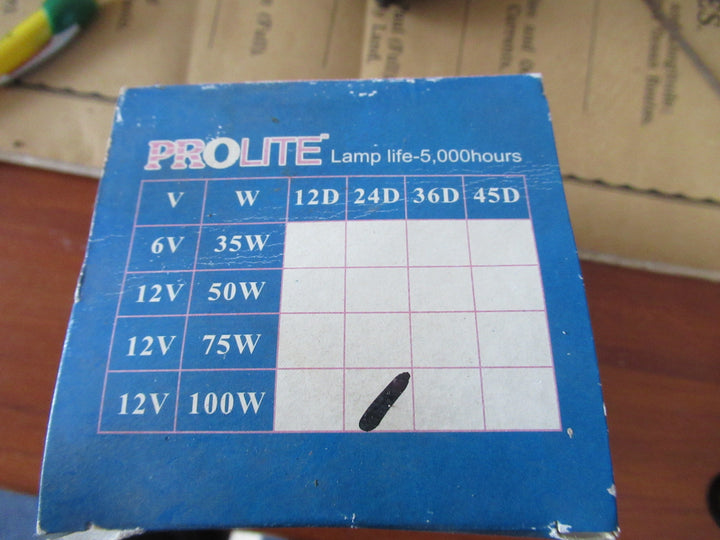 PROLITE Lamp life-5,000hours
V W 12D 24D 36D 45D
6V 35W
12V 50W
12V 75W
12V 100W